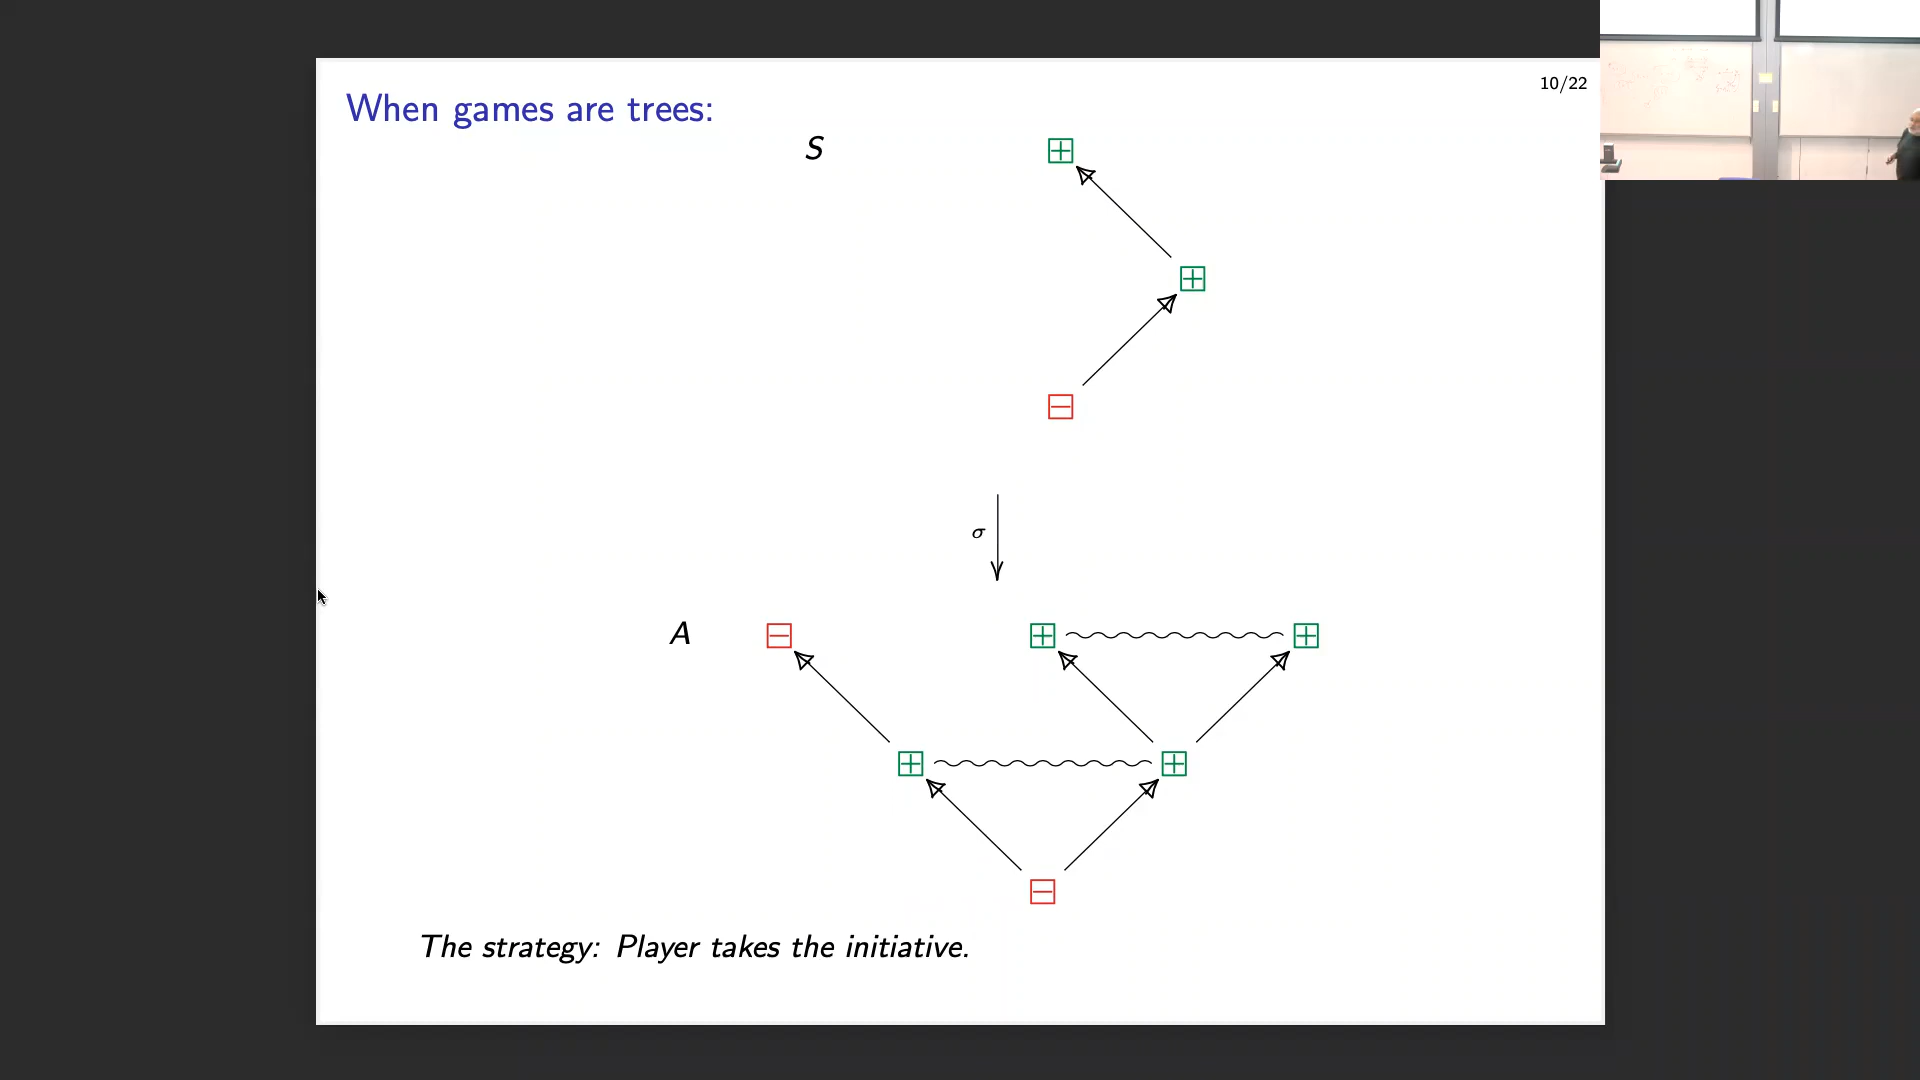 10/22
When games are trees:
S
σ
A
The strategy: Player takes the initiative.